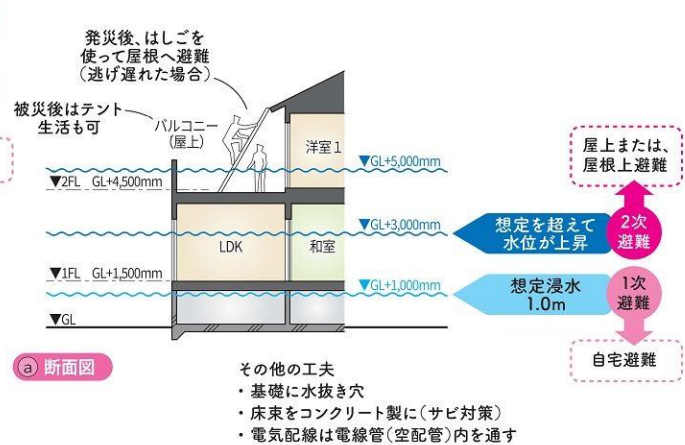 発災後、はしごを
使って屋根へ避難
(逃げ遅れた場合)
被災後はテント
生活も可
バルコニー
(屋上)
洋室1
▼GL+5,000mm
屋上または、
屋根上避難
▼2FL GL+4,500mm
▼GL+3,000mm
想定を超えて
水位が上昇
2次
避難
LDK
和室
▼1FL GL+1,500mm
▼GL+1,000mm
想定浸水
1.0m
1次
避難
▼GL
自宅避難
a 断面図
その他の工夫
・基礎に水抜き穴
・床束をコンクリート製に(サビ対策)
・電気配線は電線管(空配管)内を通す